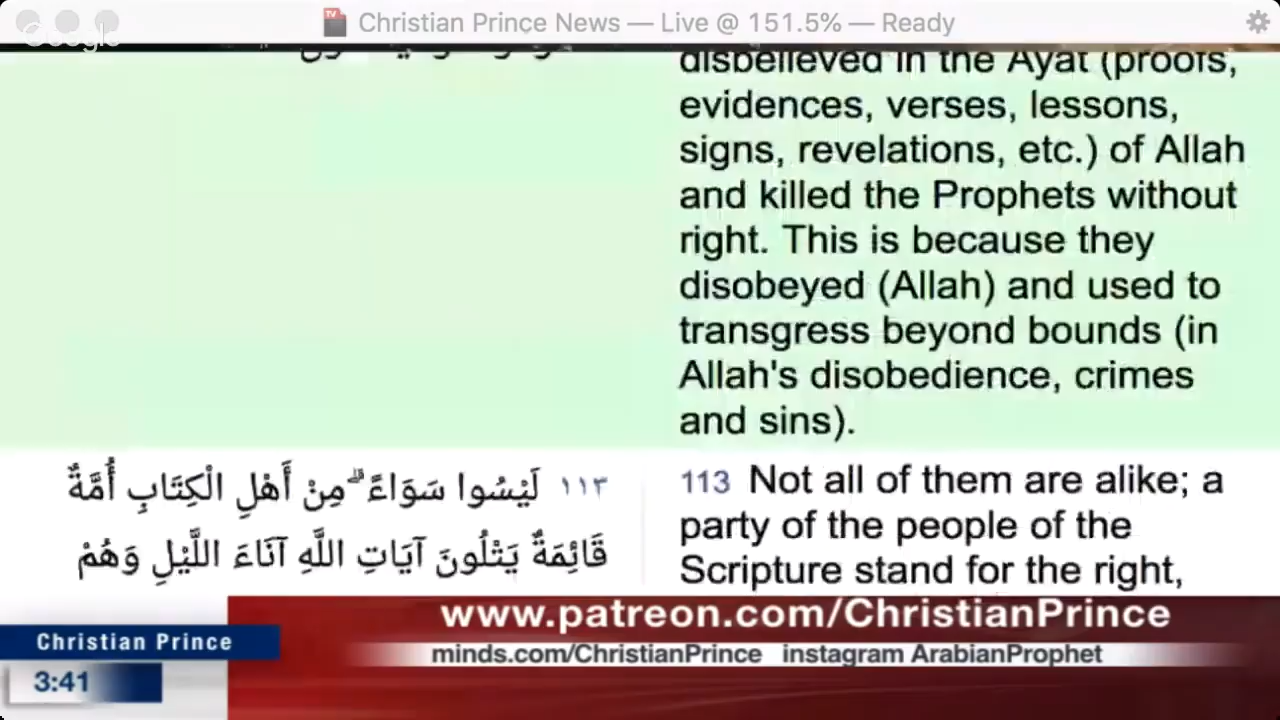 Christian Prince News — Live @ 151.5% — Ready
Google
disbelieved in the Ayat (proofs,
evidences, verses, lessons,
signs, revelations, etc.) of Allah
and killed the Prophets without
right. This is because they
disobeyed (Allah) and used to
transgress beyond bounds (in
Allah's disobedience, crimes
and sins).
١١٣ لَيْسُوا سَوَاءً ۗ مِنْ أَهْلِ الْكِتَابِ أُمَّةٌ
قَائِمَةٌ يَتْلُونَ آيَاتِ اللَّهِ آنَاءَ اللَّيْلِ وَهُمْ
113 Not all of them are alike; a
party of the people of the
Scripture stand for the right,
www.patreon.com/ChristianPrince
Christian Prince
minds.com/ChristianPrince instagram ArabianProphet
3:41